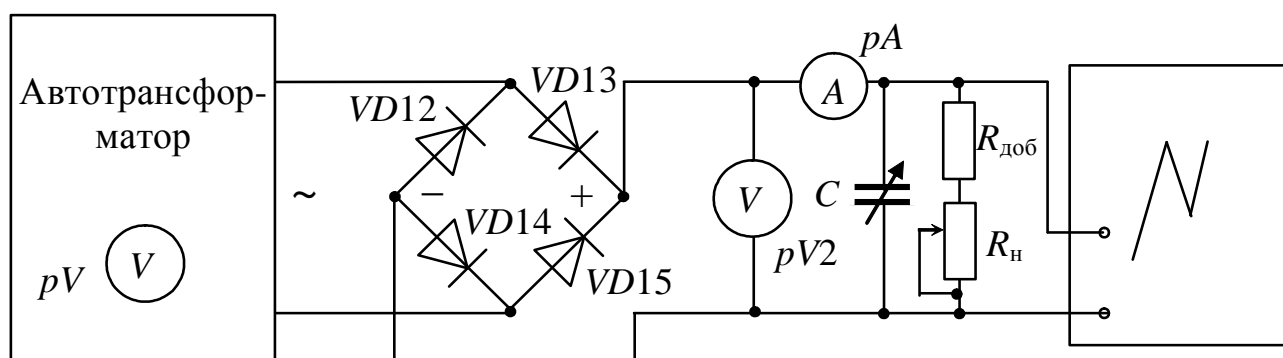 Автотрансфор-
матор
pV
V
~
VD12
VD13
−
+
VD14
VD15
V
pV2
pA
A
C
Rдоб
Rн